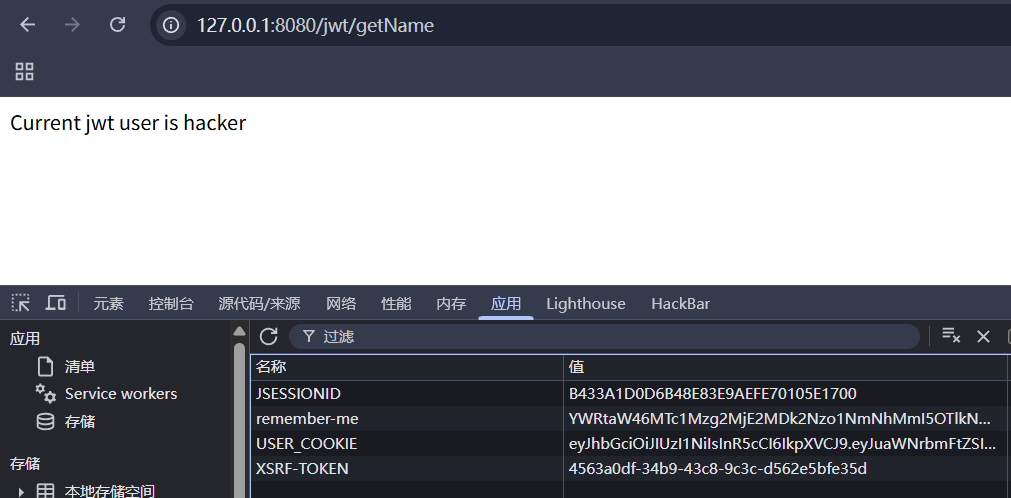 127.0.0.1:8080/jwt/getName
Current jwt user is hacker
元素 控制台 源代码/来源 网络 性能 内存 应用 Lighthouse HackBar
应用
过滤
清单
Service workers
存储
存储
本地存储空间
名称 值
JSESSIONID B433A1D0D6B48E83E9AEFE70105E1700
remember-me YWRtaW46MTc1Mzg2MjE2MDk2Nzo1NmNhMmI5OTlkN...
USER_COOKIE eyJhbGciOiJIUzI1NiIsInR5cCI6IkpXVCJ9.eyJuaWNrbmFtZSI...
XSRF-TOKEN 4563a0df-34b9-43c8-9c3c-d562e5bfe35d